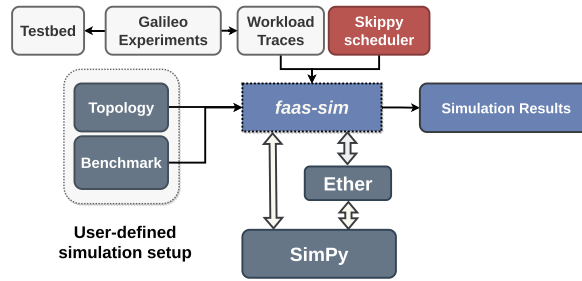 Testbed
Galileo
Experiments
Workload
Traces
Skippy
scheduler
Topology
Benchmark
faas-sim
Simulation Results
Ether
SimPy
User-defined
simulation setup